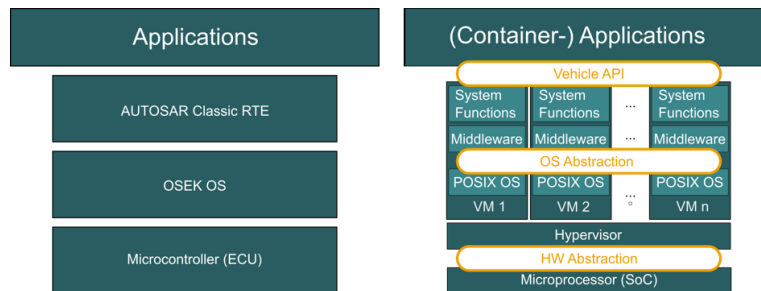 Applications
AUTOSAR Classic RTE
OSEK OS
Microcontroller (ECU)
(Container-) Applications
Vehicle API
System System ... System
Functions Functions Functions
Middleware Middleware ... Middleware
OS Abstraction
POSIX OS POSIX OS ... POSIX OS
VM 1 VM 2 VM n
Hypervisor
HW Abstraction
Microprocessor (SoC)